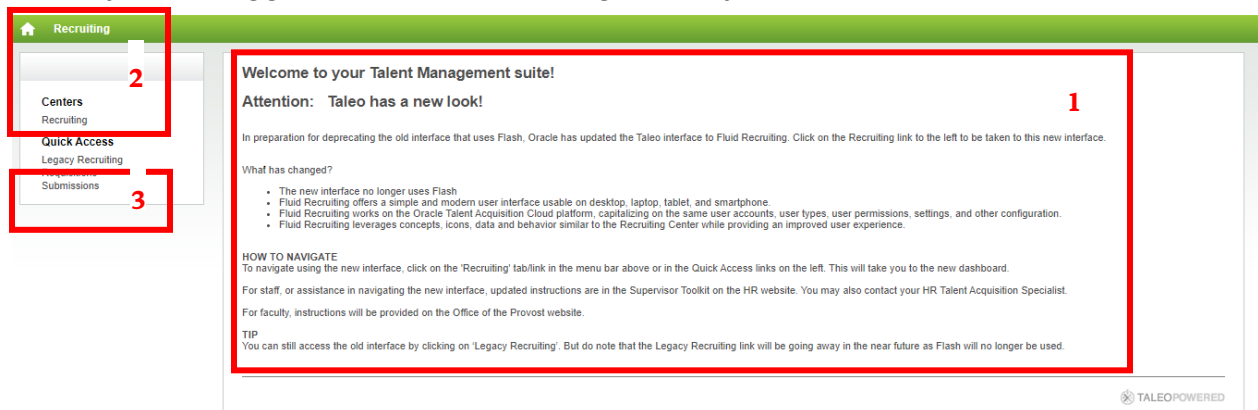 Recruiting
2
Centers
Recruiting
Quick Access
Legacy Recruiting
Requisitions
Submissions
3
1
Welcome to your Talent Management suite!
Attention: Taleo has a new look!
In preparation for deprecating the old interface that uses Flash, Oracle has updated the Taleo interface to Fluid Recruiting. Click on the Recruiting link to the left to be taken to this new interface.
What has changed?
The new interface no longer uses Flash
Fluid Recruiting offers a simple and modern user interface usable on desktop, laptop, tablet, and smartphone.
Fluid Recruiting works on the Oracle Talent Acquisition Cloud platform, capitalizing on the same user accounts, user types, user permissions, settings, and other configuration.
Fluid Recruiting leverages concepts, icons, data and behavior similar to the Recruiting Center while providing an improved user experience.
HOW TO NAVIGATE
To navigate using the new interface, click on the 'Recruiting' tab/link in the menu bar above or in the Quick Access links on the left. This will take you to the new dashboard.
For staff, or assistance in navigating the new interface, updated instructions are in the Supervisor Toolkit on the HR website. You may also contact your HR Talent Acquisition Specialist.
For faculty, instructions will be provided on the Office of the Provost website.
TIP
You can still access the old interface by clicking on 'Legacy Recruiting'. But do note that the Legacy Recruiting link will be going away in the near future as Flash will no longer be used.
TALEOPOWERED